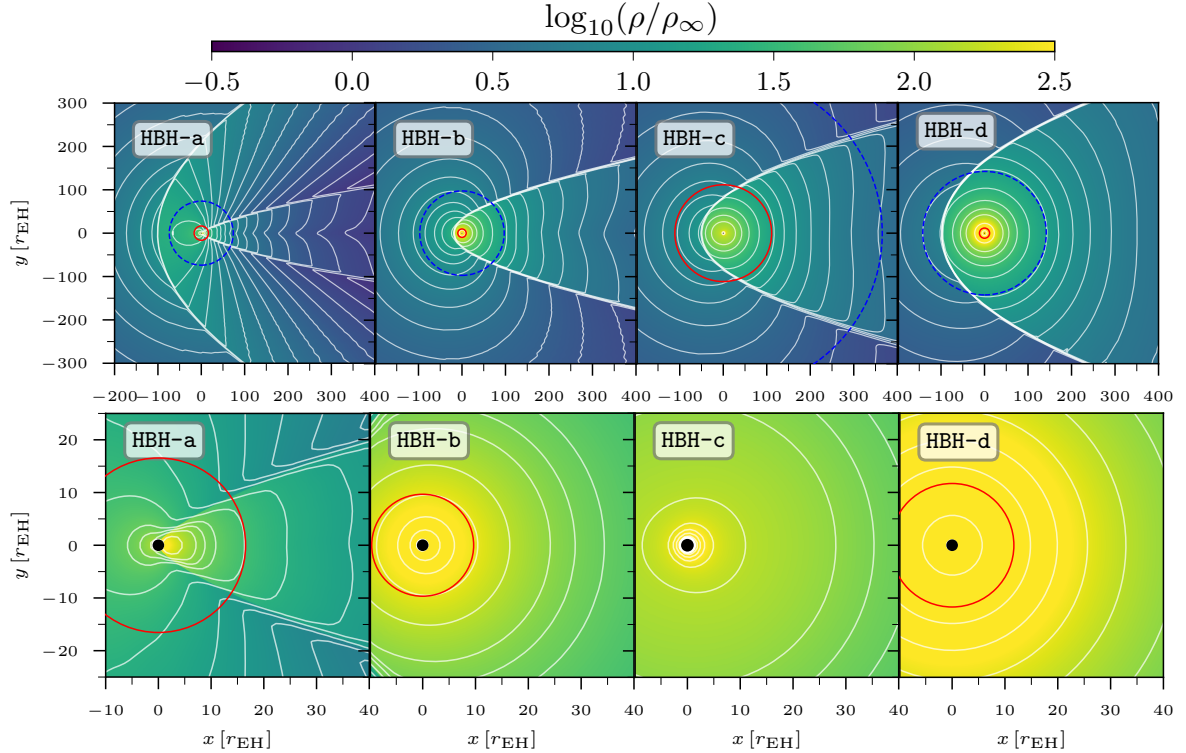 log₁₀(ρ/ρ∞)
−0.5 0.0 0.5 1.0 1.5 2.0 2.5
300
200
100
0
−100
−200
−300
y [r_EH]
HBH-a HBH-b HBH-c HBH-d
−200 −100 0 100 200 300 400 −100 0 100 200 300 400 −100 0 100 200 300 400 −100 0 100 200 300 400
20
10
0
−10
−20
y [r_EH]
HBH-a HBH-b HBH-c HBH-d
−10 0 10 20 30 40 0 10 20 30 40 0 10 20 30 40 0 10 20 30 40
x [r_EH] x [r_EH] x [r_EH] x [r_EH]